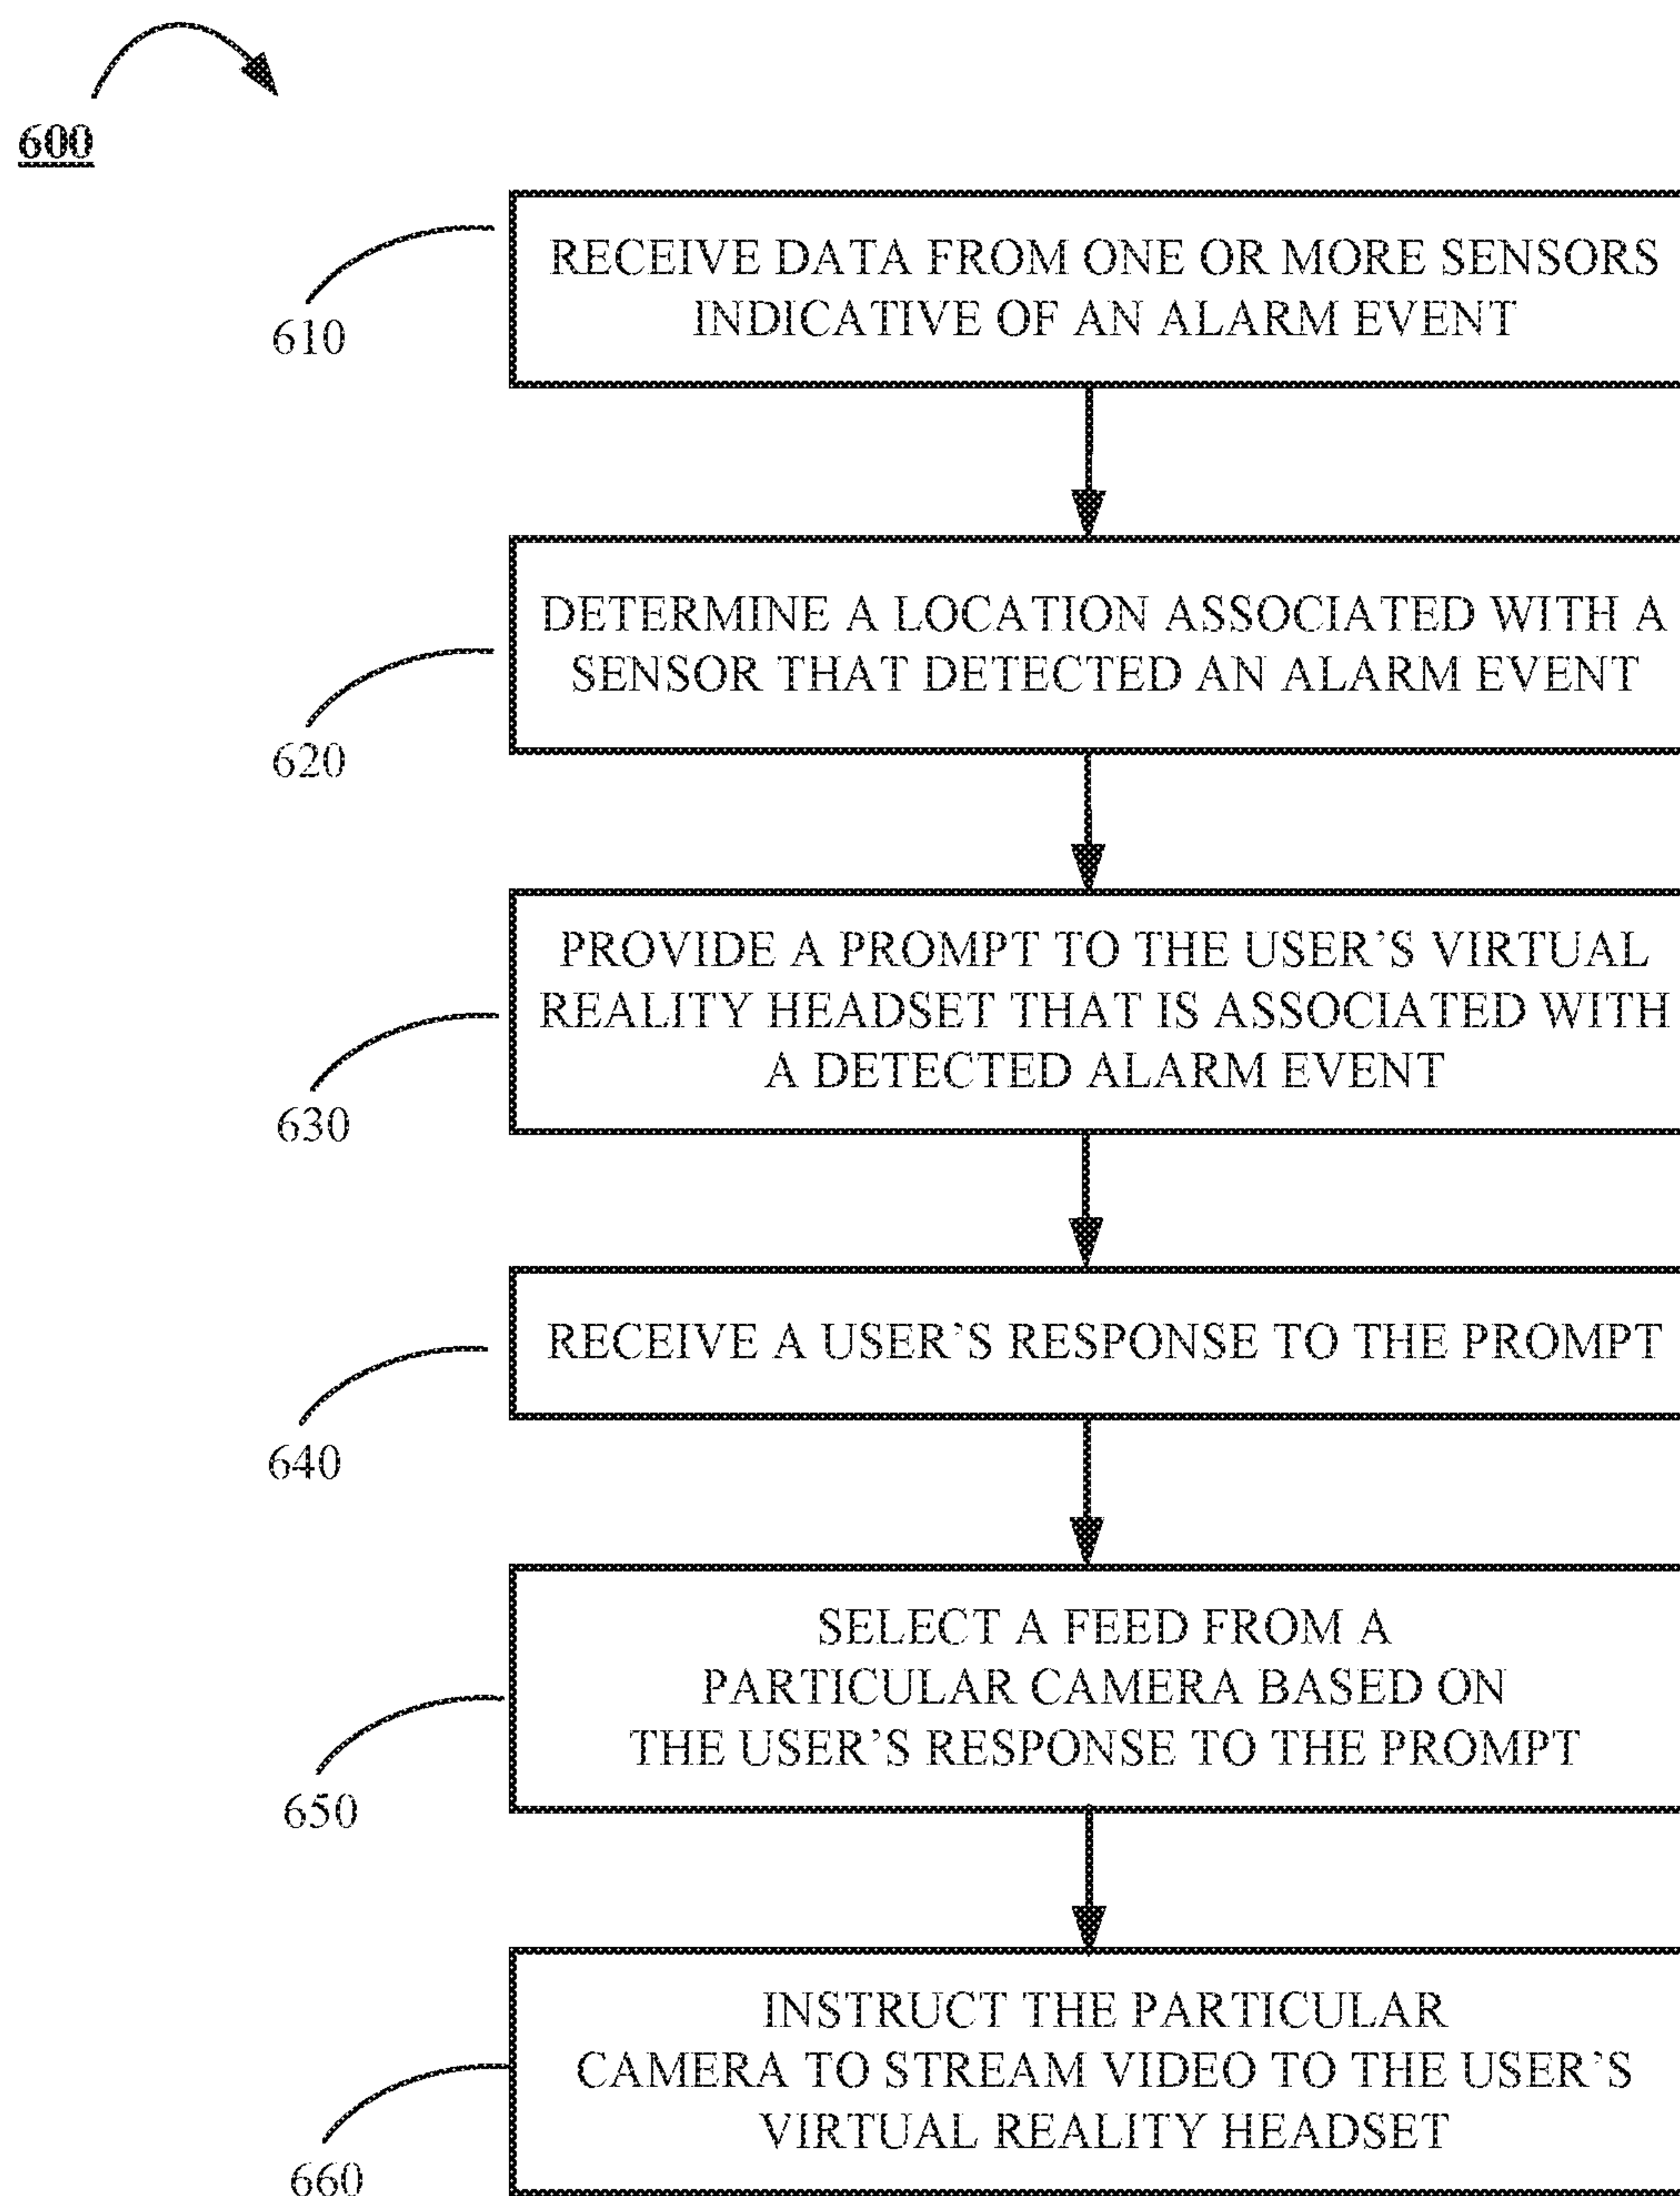 600
RECEIVE DATA FROM ONE OR MORE SENSORS
INDICATIVE OF AN ALARM EVENT
610
DETERMINE A LOCATION ASSOCIATED WITH A
SENSOR THAT DETECTED AN ALARM EVENT
620
PROVIDE A PROMPT TO THE USER'S VIRTUAL
REALITY HEADSET THAT IS ASSOCIATED WITH
A DETECTED ALARM EVENT
630
RECEIVE A USER'S RESPONSE TO THE PROMPT
640
SELECT A FEED FROM A
PARTICULAR CAMERA BASED ON
THE USER'S RESPONSE TO THE PROMPT
650
INSTRUCT THE PARTICULAR
CAMERA TO STREAM VIDEO TO THE USER'S
VIRTUAL REALITY HEADSET
660